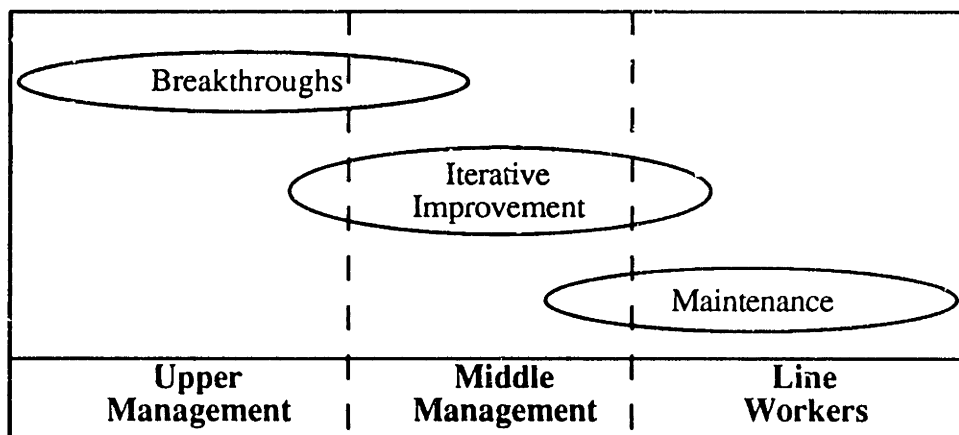 Breakthroughs
Iterative
Improvement
Maintenance
Upper
Management
Middle
Management
Line
Workers